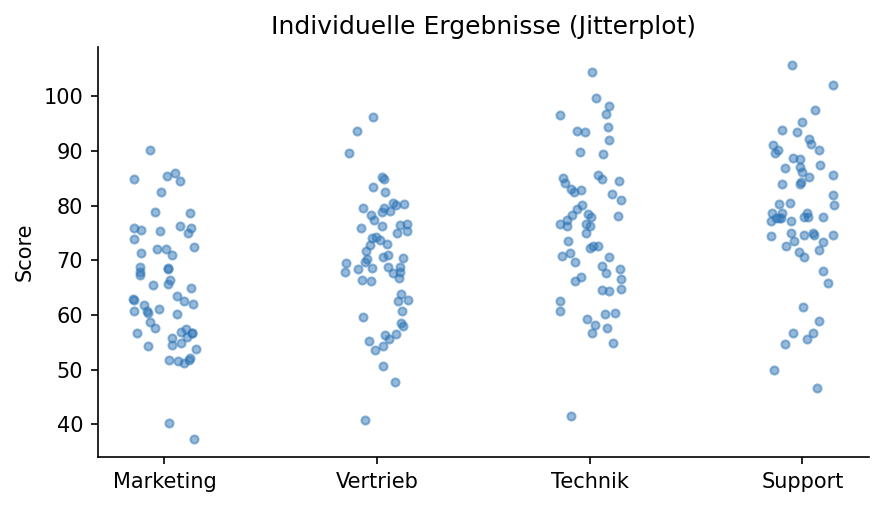 Individuelle Ergebnisse (Jitterplot)
Score
100
90
80
70
60
50
40
Marketing Vertrieb Technik Support